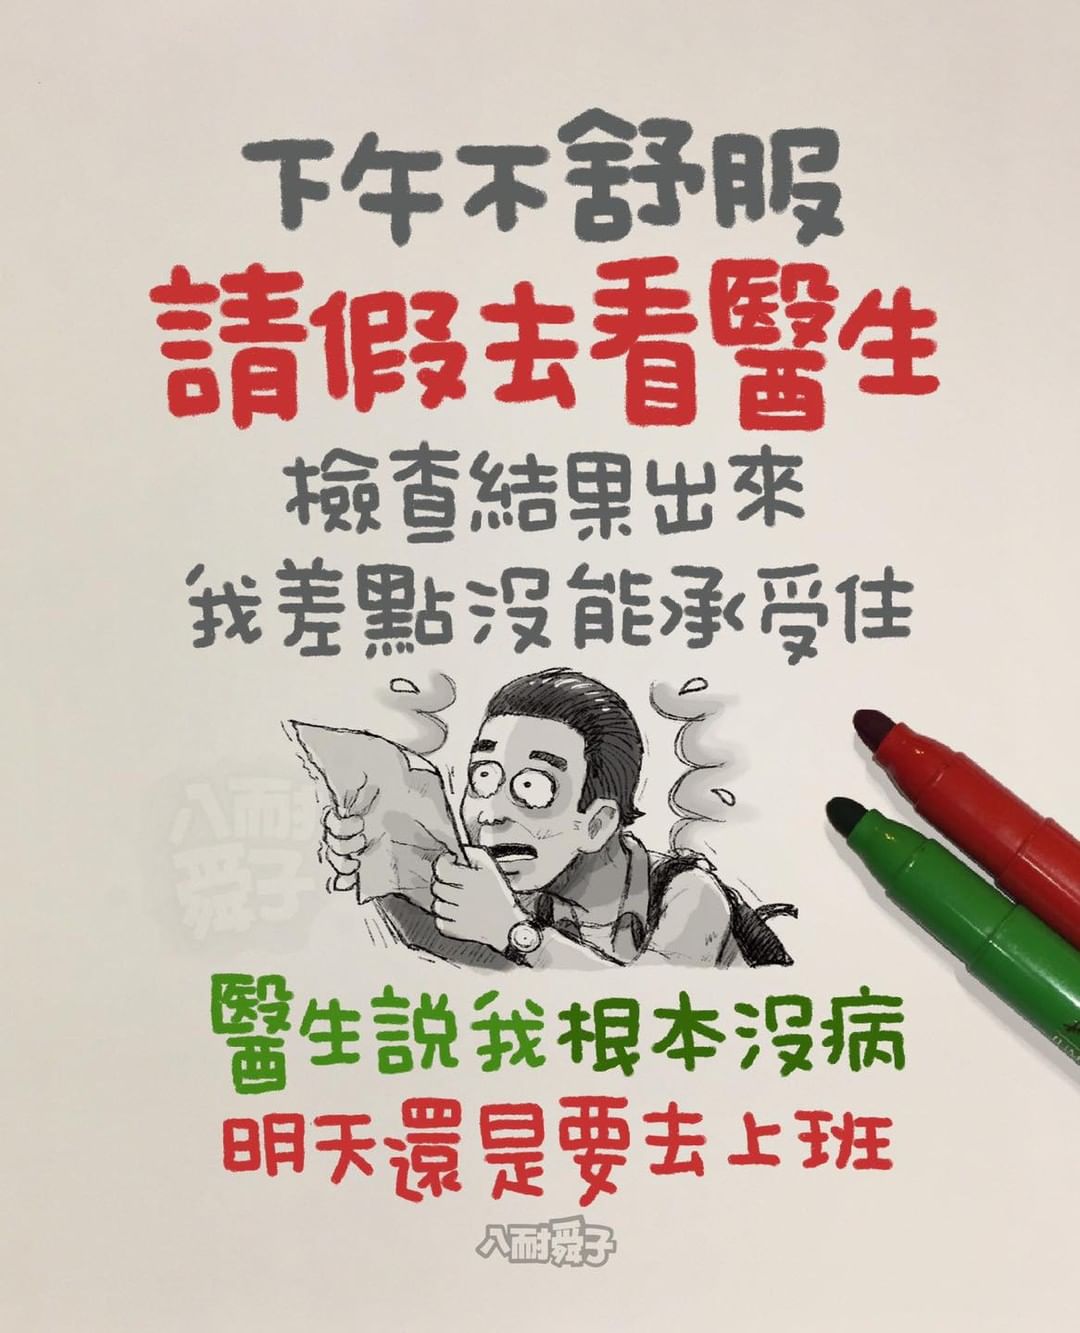 下午不舒服
請假去看醫生
檢查結果出來
我差點沒能承受住
八耐舜子
醫生說我根本沒病
明天還是要去上班
八耐舜子